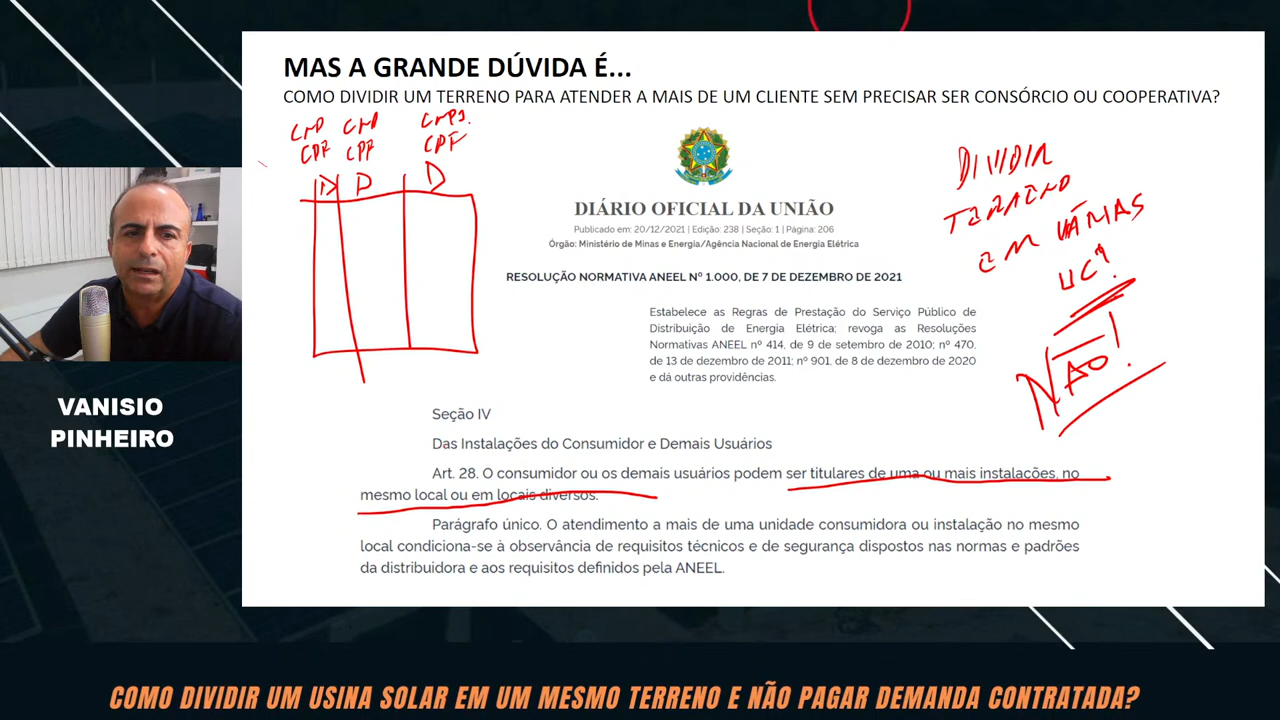 MAS A GRANDE DÚVIDA É...
COMO DIVIDIR UM TERRENO PARA ATENDER A MAIS DE UM CLIENTE SEM PRECISAR SER CONSÓRCIO OU COOPERATIVA?
CPF CPF CPF
D D D
DIVIDIR
TERRENO
EM VÁRIAS
UC?
NÃO!
DIÁRIO OFICIAL DA UNIÃO
Publicado em: 20/12/2021 | Edição: 238 | Seção: 1 | Página: 206
Órgão: Ministério de Minas e Energia/Agência Nacional de Energia Elétrica
RESOLUÇÃO NORMATIVA ANEEL Nº 1.000, DE 7 DE DEZEMBRO DE 2021
Estabelece as Regras de Prestação do Serviço Público de
Distribuição de Energia Elétrica; revoga as Resoluções
Normativas ANEEL nº 414, de 9 de setembro de 2010; nº 470,
de 13 de dezembro de 2011; nº 901, de 8 de dezembro de 2020
e dá outras providências.
Seção IV
Das Instalações do Consumidor e Demais Usuários
Art. 28. O consumidor ou os demais usuários podem ser titulares de uma ou mais instalações, no
mesmo local ou em locais diversos.
Parágrafo único. O atendimento a mais de uma unidade consumidora ou instalação no mesmo
local condiciona-se à observância de requisitos técnicos e de segurança dispostos nas normas e padrões
da distribuidora e aos requisitos definidos pela ANEEL.
VANISIO
PINHEIRO
COMO DIVIDIR UM USINA SOLAR EM UM MESMO TERRENO E NÃO PAGAR DEMANDA CONTRATADA?